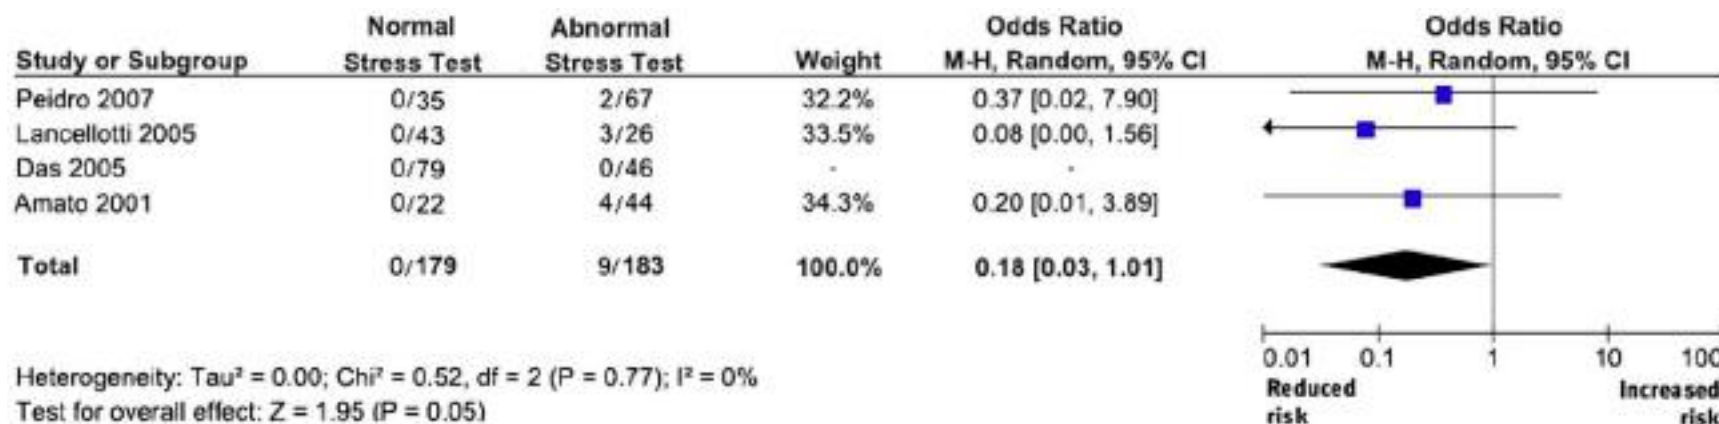 Normal Abnormal Odds Ratio Odds Ratio
Study or Subgroup Stress Test Stress Test Weight M-H, Random, 95% CI M-H, Random, 95% CI
Peidro 2007 0/35 2/67 32.2% 0.37 [0.02, 7.90]
Lancellotti 2005 0/43 3/26 33.5% 0.08 [0.00, 1.56]
Das 2005 0/79 0/46 - -
Amato 2001 0/22 4/44 34.3% 0.20 [0.01, 3.89]
Total 0/179 9/183 100.0% 0.18 [0.03, 1.01]
0.01 0.1 1 10 100
Heterogeneity: Tau² = 0.00; Chi² = 0.52, df = 2 (P = 0.77); I² = 0%
Reduced Increased
Test for overall effect: Z = 1.95 (P = 0.05)
risk risk